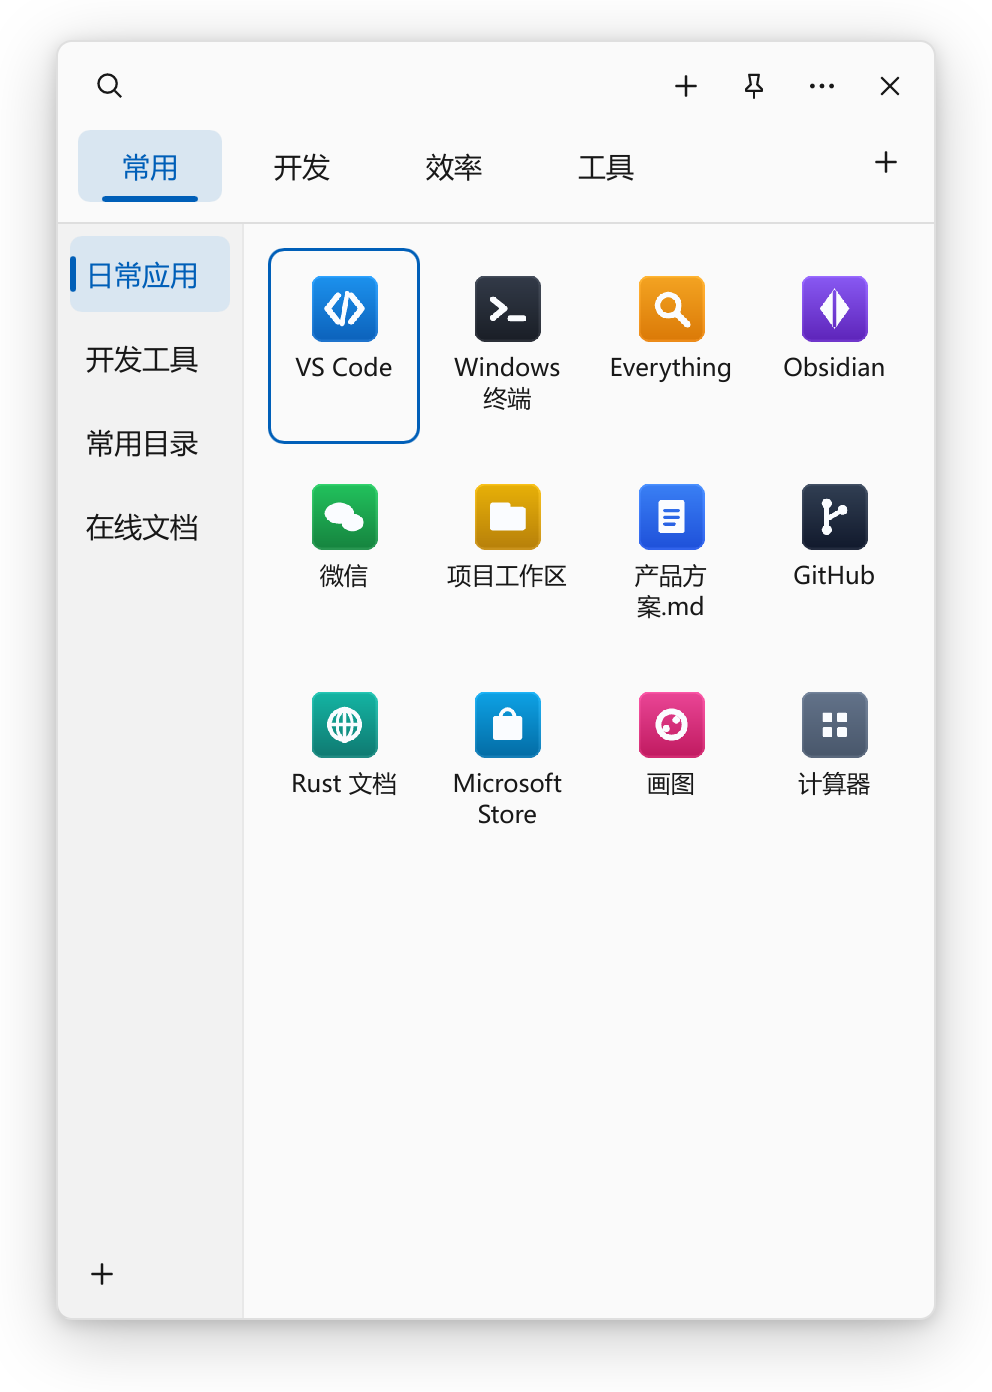 常用
开发
效率
工具
日常应用
开发工具
常用目录
在线文档
VS Code
Windows
终端
Everything
Obsidian
微信
项目工作区
产品方
案.md
GitHub
Rust 文档
Microsoft
Store
画图
计算器